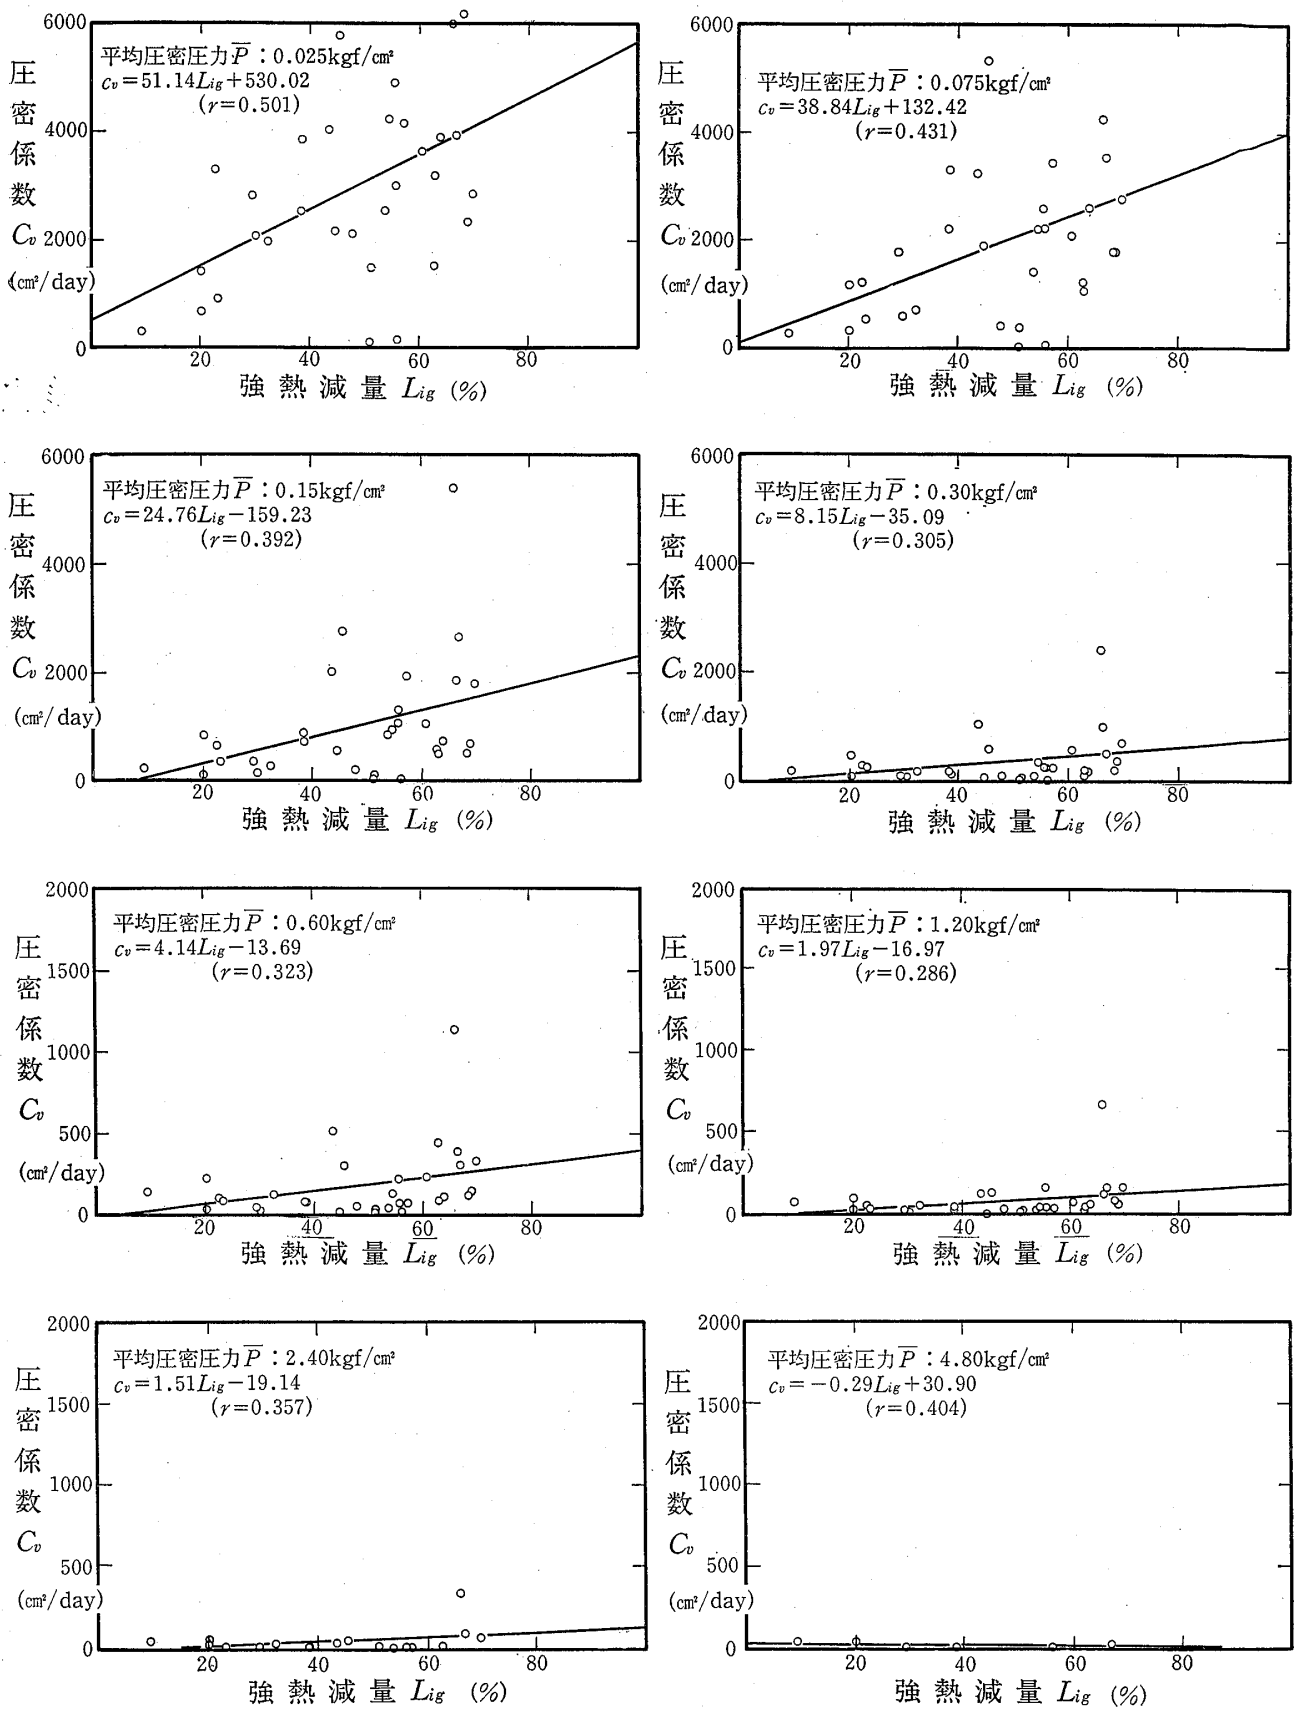 6000
4000
2000
0
圧密係数 Cv
(cm²/day)
平均圧密圧力 P̅：0.025kgf/cm²
cv=51.14Lig+530.02
(r=0.501)
20 40 60 80
強熱減量 Lig (%)
6000
4000
2000
0
圧密係数 Cv
(cm²/day)
平均圧密圧力 P̅：0.075kgf/cm²
cv=38.84Lig+132.42
(r=0.431)
20 40 60 80
強熱減量 Lig (%)
6000
4000
2000
0
圧密係数 Cv
(cm²/day)
平均圧密圧力 P̅：0.15kgf/cm²
cv=24.76Lig−159.23
(r=0.392)
20 40 60 80
強熱減量 Lig (%)
6000
4000
2000
0
圧密係数 Cv
(cm²/day)
平均圧密圧力 P̅：0.30kgf/cm²
cv=8.15Lig−35.09
(r=0.305)
20 40 60 80
強熱減量 Lig (%)
2000
1500
1000
500
0
圧密係数 Cv
(cm²/day)
平均圧密圧力 P̅：0.60kgf/cm²
cv=4.14Lig−13.69
(r=0.323)
20 40 60 80
強熱減量 Lig (%)
2000
1500
1000
500
0
圧密係数 Cv
(cm²/day)
平均圧密圧力 P̅：1.20kgf/cm²
cv=1.97Lig−16.97
(r=0.286)
20 40 60 80
強熱減量 Lig (%)
2000
1500
1000
500
0
圧密係数 Cv
(cm²/day)
平均圧密圧力 P̅：2.40kgf/cm²
cv=1.51Lig−19.14
(r=0.357)
20 40 60 80
強熱減量 Lig (%)
2000
1500
1000
500
0
圧密係数 Cv
(cm²/day)
平均圧密圧力 P̅：4.80kgf/cm²
cv=−0.29Lig+30.90
(r=0.404)
20 40 60 80
強熱減量 Lig (%)